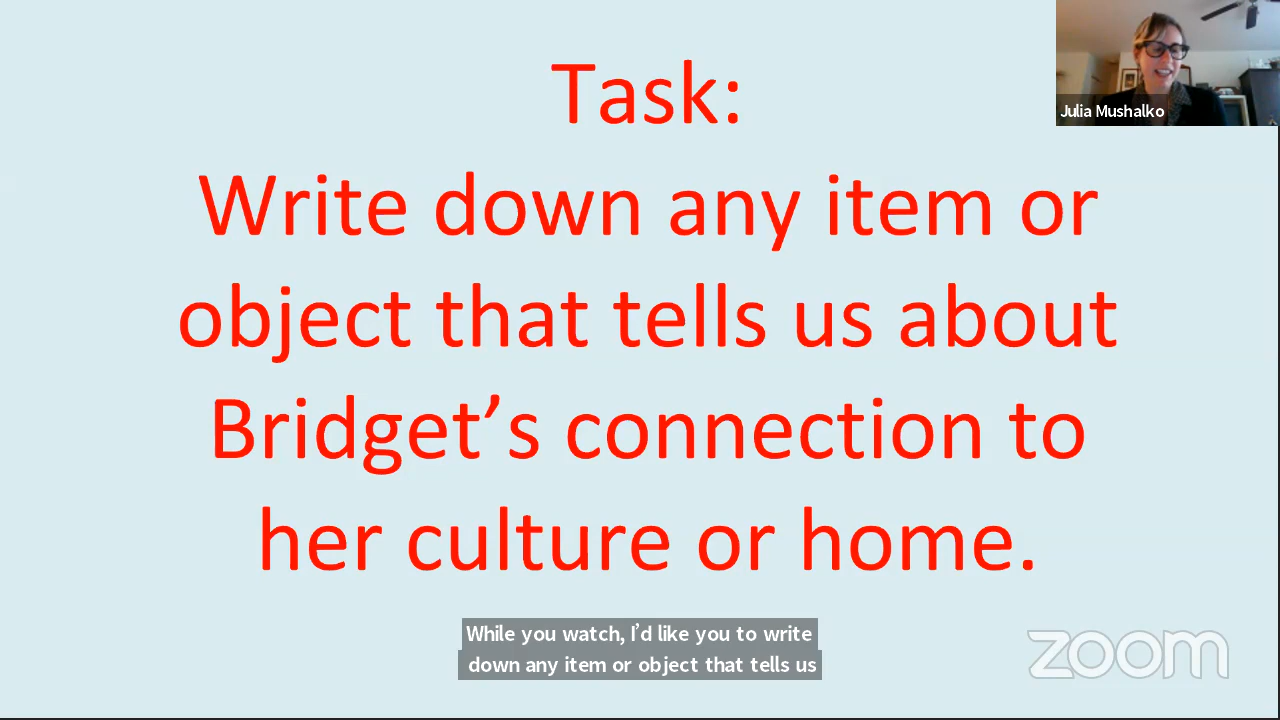 Task:
Write down any item or
object that tells us about
Bridget’s connection to
her culture or home.
Julia Mushalko
While you watch, I’d like you to write
down any item or object that tells us
zoom